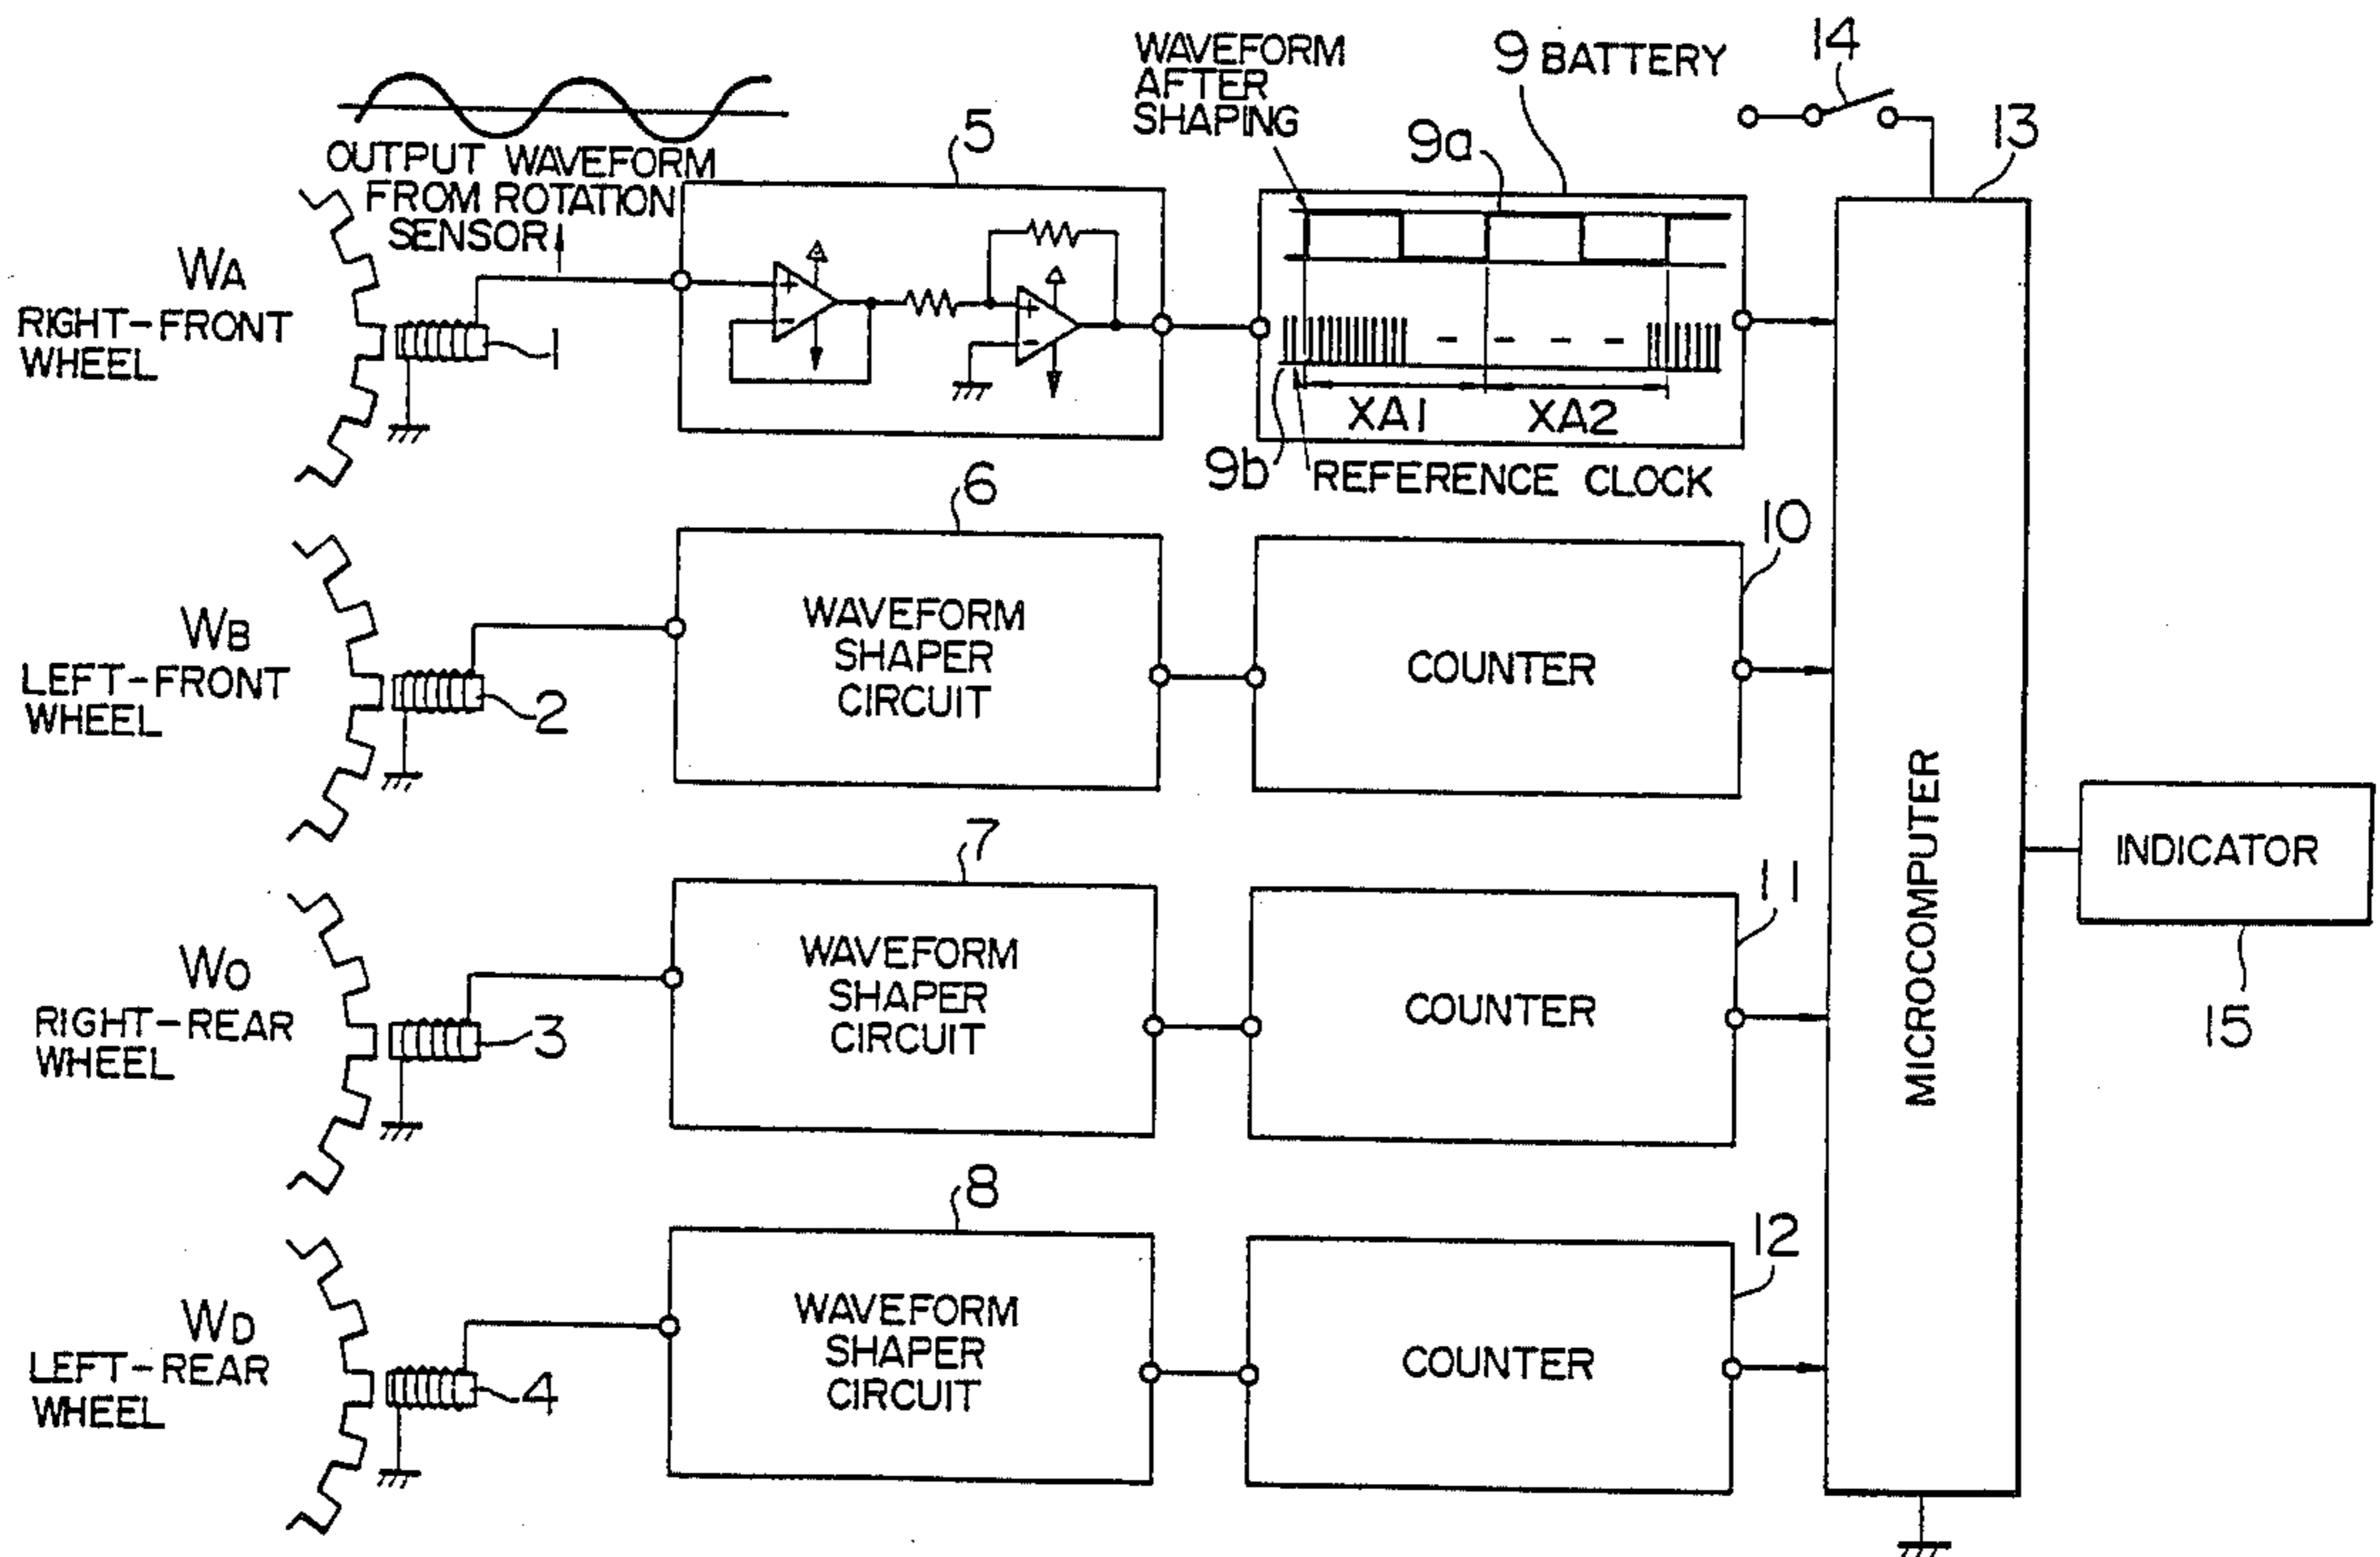 WAVEFORM
AFTER
SHAPING
9 BATTERY
14
9a
13
5
OUTPUT WAVEFORM
FROM ROTATION
SENSOR
WA
RIGHT-FRONT
WHEEL
1
+
-
+
-
XA1
XA2
9b
REFERENCE CLOCK
6
10
WB
LEFT-FRONT
WHEEL
2
WAVEFORM
SHAPER
CIRCUIT
COUNTER
7
11
WO
RIGHT-REAR
WHEEL
3
WAVEFORM
SHAPER
CIRCUIT
COUNTER
MICROCOMPUTER
INDICATOR
15
8
12
WD
LEFT-REAR
WHEEL
4
WAVEFORM
SHAPER
CIRCUIT
COUNTER